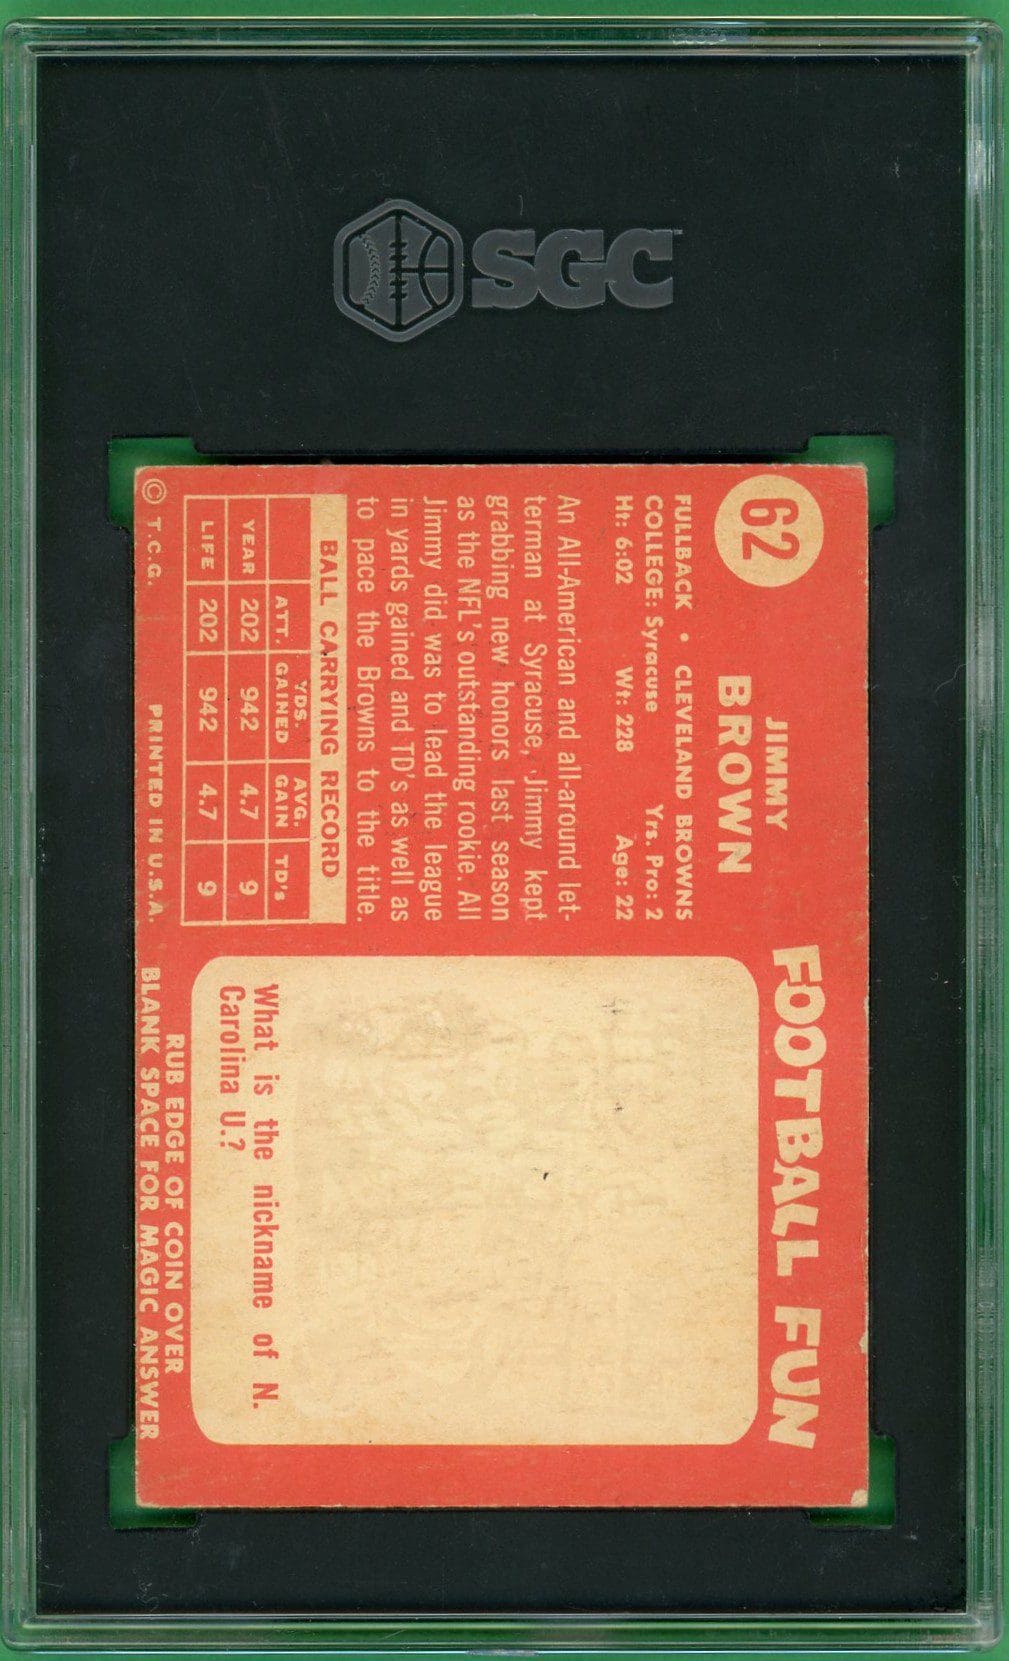 SGC™
62
JIMMY
BROWN
FULLBACK • CLEVELAND BROWNS
COLLEGE: Syracuse Yrs. Pro: 2
Ht: 6:02 Wt: 228 Age: 22
An All-American and all-around let-
terman at Syracuse, Jimmy kept
grabbing new honors last season
as the NFL's outstanding rookie. All
Jimmy did was to lead the league
in yards gained and TD's as well as
to pace the Browns to the title.
BALL CARRYING RECORD
ATT. YDS. GAINED AVG. GAIN TD's
YEAR 202 942 4.7 9
LIFE 202 942 4.7 9
© T.C.G. PRINTED IN U.S.A.
FOOTBALL FUN
What is the nickname of N.
Carolina U.?
RUB EDGE OF COIN OVER
BLANK SPACE FOR MAGIC ANSWER